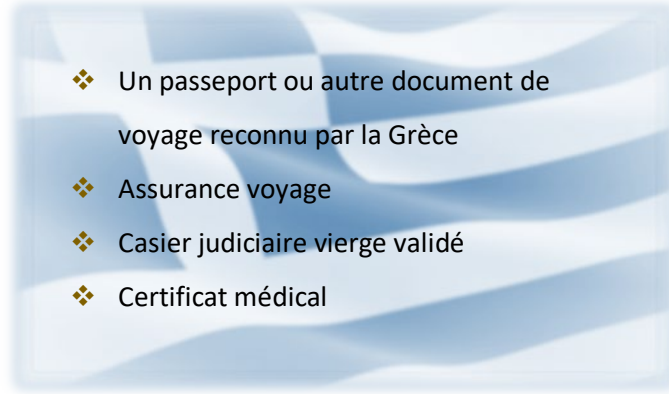 ❖ Un passeport ou autre document de
voyage reconnu par la Grèce
❖ Assurance voyage
❖ Casier judiciaire vierge validé
❖ Certificat médical